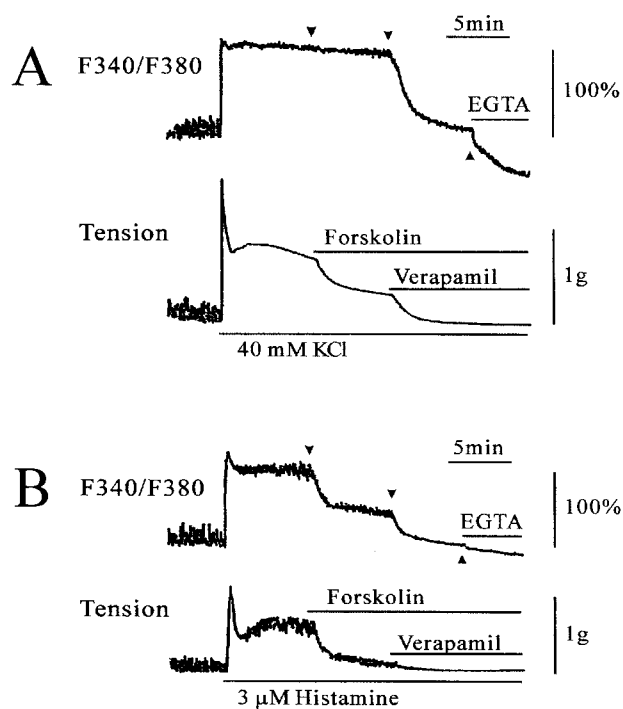 5min
A
F340/F380
100%
EGTA
Tension
Forskolin
Verapamil
1g
40 mM KCl
5min
B
F340/F380
100%
EGTA
Tension
Forskolin
Verapamil
1g
3 μM Histamine